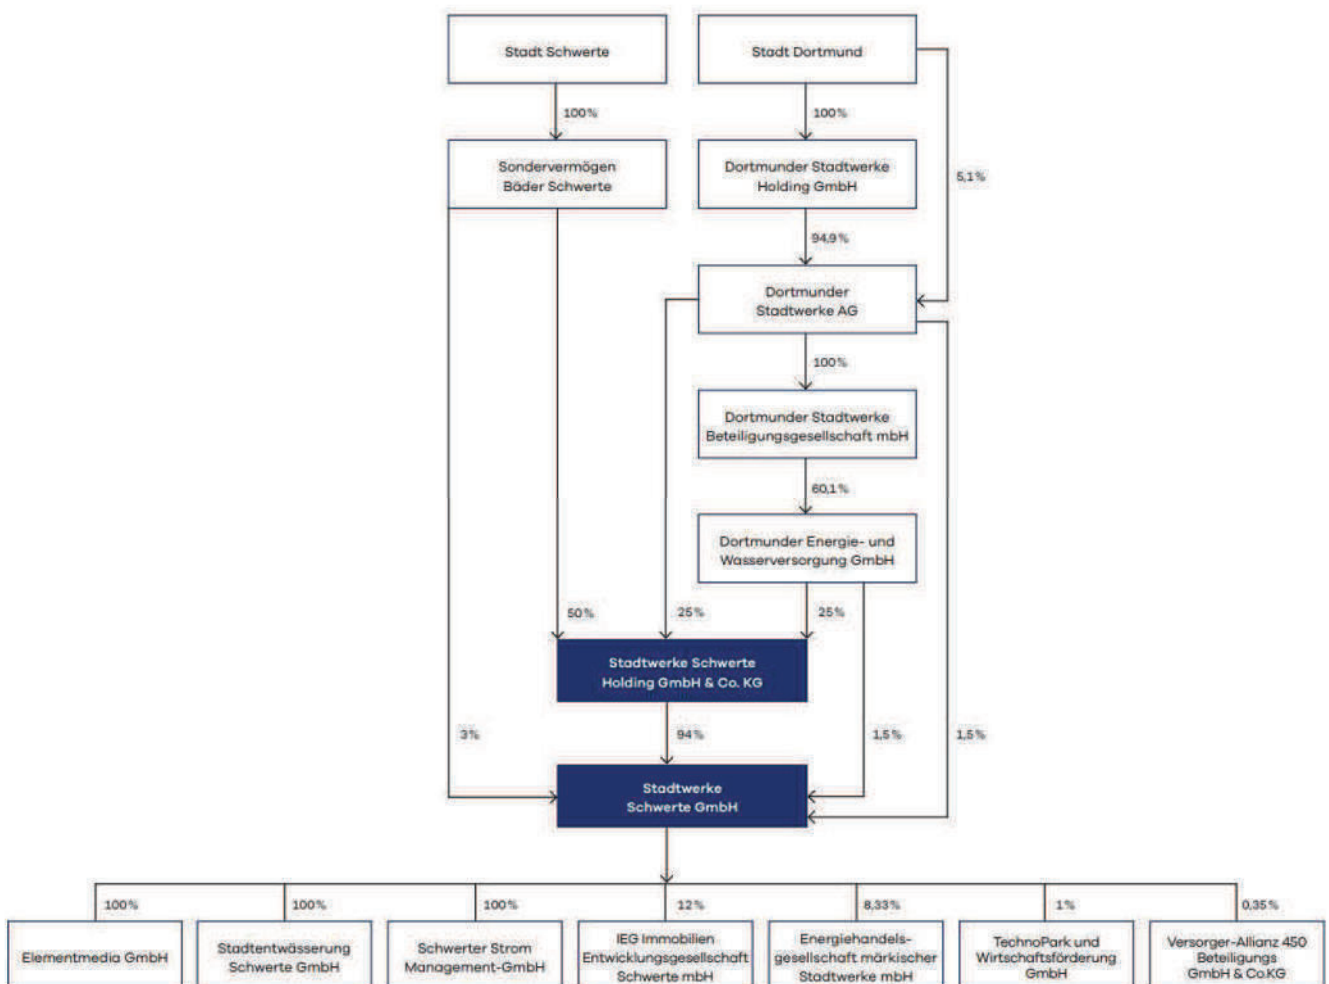 Stadt Schwerte
Stadt Dortmund
100%
100%
5,1%
Sondervermögen
Bäder Schwerte
Dortmunder Stadtwerke
Holding GmbH
94,9%
Dortmunder
Stadtwerke AG
100%
Dortmunder Stadtwerke
Beteiligungsgesellschaft mbH
60,1%
Dortmunder Energie- und
Wasserversorgung GmbH
50%
25%
25%
Stadtwerke Schwerte
Holding GmbH & Co. KG
3%
94%
1,5%
1,5%
Stadtwerke
Schwerte GmbH
100%
100%
100%
12%
8,33%
1%
0,35%
Elementmedia GmbH
Stadtentwässerung
Schwerte GmbH
Schwerter Strom
Management-GmbH
IEG Immobilien
Entwicklungsgesellschaft
Schwerte mbH
Energiehandels-
gesellschaft märkischer
Stadtwerke mbH
TechnoPark und
Wirtschaftsförderung
GmbH
Versorger-Allianz 450
Beteiligungs
GmbH & Co.KG